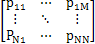 p11 ⋯ p1M
⋮ ⋱ ⋮
pN1 ⋯ pNN